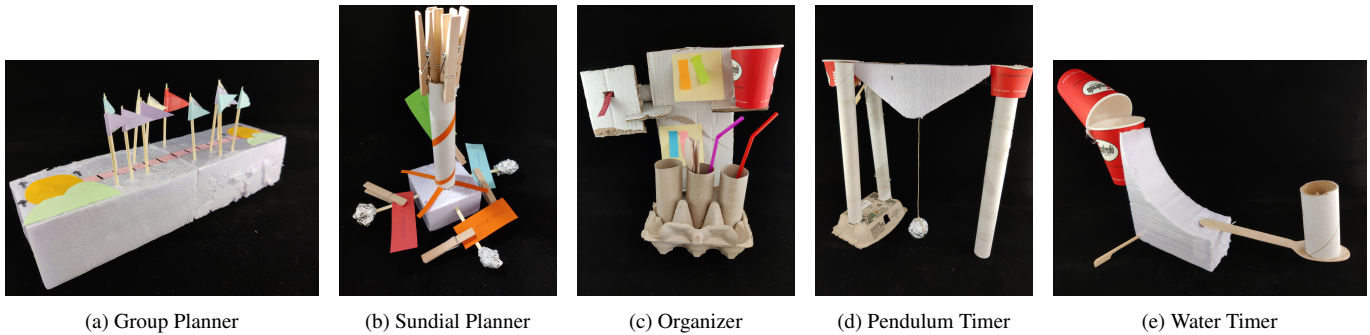 (a) Group Planner
(b) Sundial Planner
(c) Organizer
(d) Pendulum Timer
(e) Water Timer